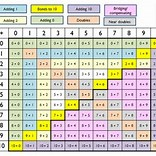 Adding 1 Bonds to 10 Adding 10 Bridging/
compensating
Adding 2 Adding 0 Doubles Near doubles
+ 0 1 2 3 4 5 6 7 8 9
0 0 + 0 0 + 1 0 + 2 0 + 3 0 + 4 0 + 5 0 + 6 0 + 7 0 + 8 0 + 9
1 1 + 0 1 + 1 1 + 2 1 + 3 1 + 4 1 + 5 1 + 6 1 + 7 1 + 8 1 + 9
2 2 + 0 2 + 1 2 + 2 2 + 3 2 + 4 2 + 5 2 + 6 2 + 7 2 + 8 2 + 9
3 3 + 0 3 + 1 3 + 2 3 + 3 3 + 4 3 + 5 3 + 6 3 + 7 3 + 8 3 + 9
4 4 + 0 4 + 1 4 + 2 4 + 3 4 + 4 4 + 5 4 + 6 4 + 7 4 + 8 4 + 9
5 5 + 0 5 + 1 5 + 2 5 + 3 5 + 4 5 + 5 5 + 6 5 + 7 5 + 8 5 + 9
6 6 + 0 6 + 1 6 + 2 6 + 3 6 + 4 6 + 5 6 + 6 6 + 7 6 + 8 6 + 9
7 7 + 0 7 + 1 7 + 2 7 + 3 7 + 4 7 + 5 7 + 6 7 + 7 7 + 8 7 + 9
8 8 + 0 8 + 1 8 + 2 8 + 3 8 + 4 8 + 5 8 + 6 8 + 7 8 + 8 8 + 9
9 9 + 0 9 + 1 9 + 2 9 + 3 9 + 4 9 + 5 9 + 6 9 + 7 9 + 8 9 + 9